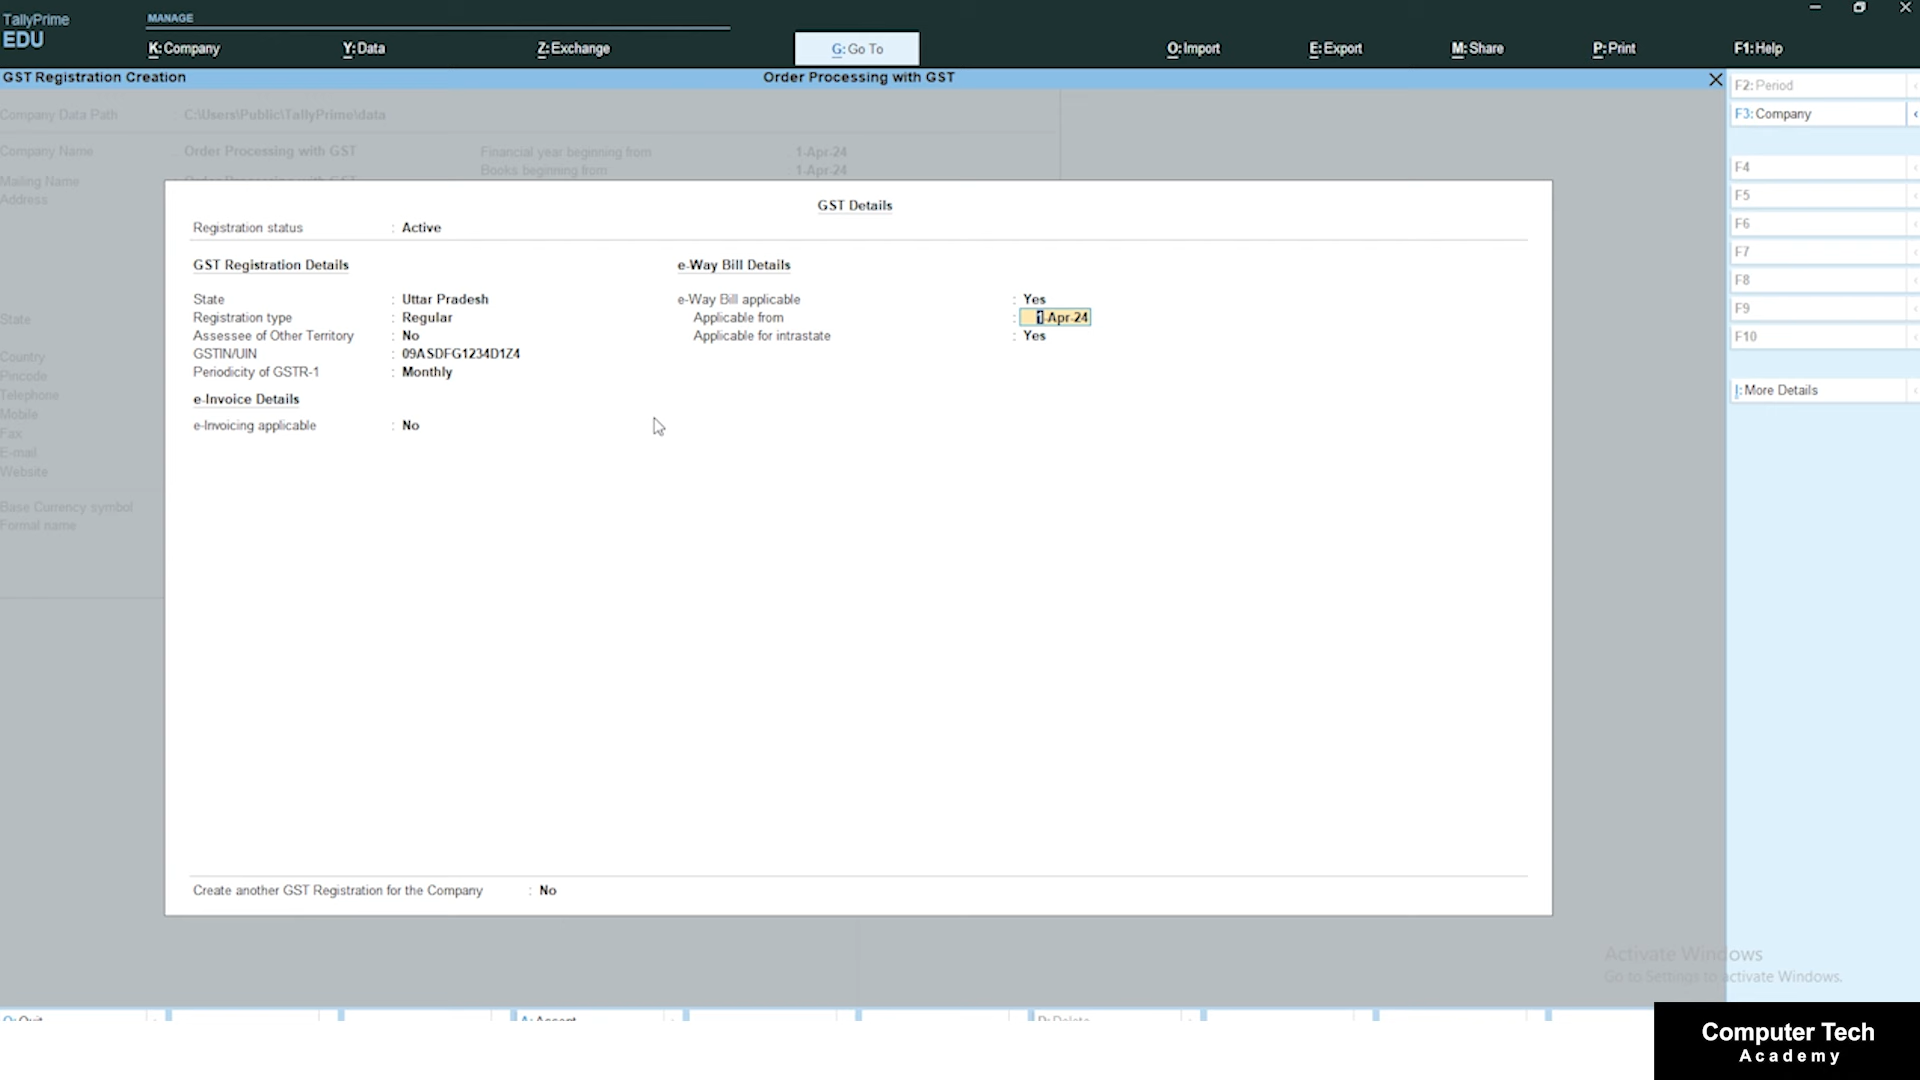 TallyPrime
EDU
MANAGE
K: Company
Y: Data
Z: Exchange
G: Go To
O: Import
E: Export
M: Share
P: Print
F1: Help
GST Registration Creation
Order Processing with GST
Company Data Path : C:\Users\Public\TallyPrime\data
Company Name : Order Processing with GST
Financial year beginning from : 1-Apr-24
Books beginning from : 1-Apr-24
Mailing Name
Address
State
Country
Pincode
Telephone
Mobile
Fax
E-mail
Website
Base Currency symbol
Formal name
GST Details
Registration status : Active
GST Registration Details
State : Uttar Pradesh
Registration type : Regular
Assessee of Other Territory : No
GSTIN/UIN : 09ASDFG1234D1Z4
Periodicity of GSTR-1 : Monthly
e-Invoice Details
e-Invoicing applicable : No
e-Way Bill Details
e-Way Bill applicable : Yes
Applicable from : 1-Apr-24
Applicable for intrastate : Yes
Create another GST Registration for the Company : No
F2: Period
F3: Company
F4
F5
F6
F7
F8
F9
F10
I: More Details
Activate Windows
Go to Settings to activate Windows.
Q: Quit
A: Accept
D: Delete
Computer Tech
Academy